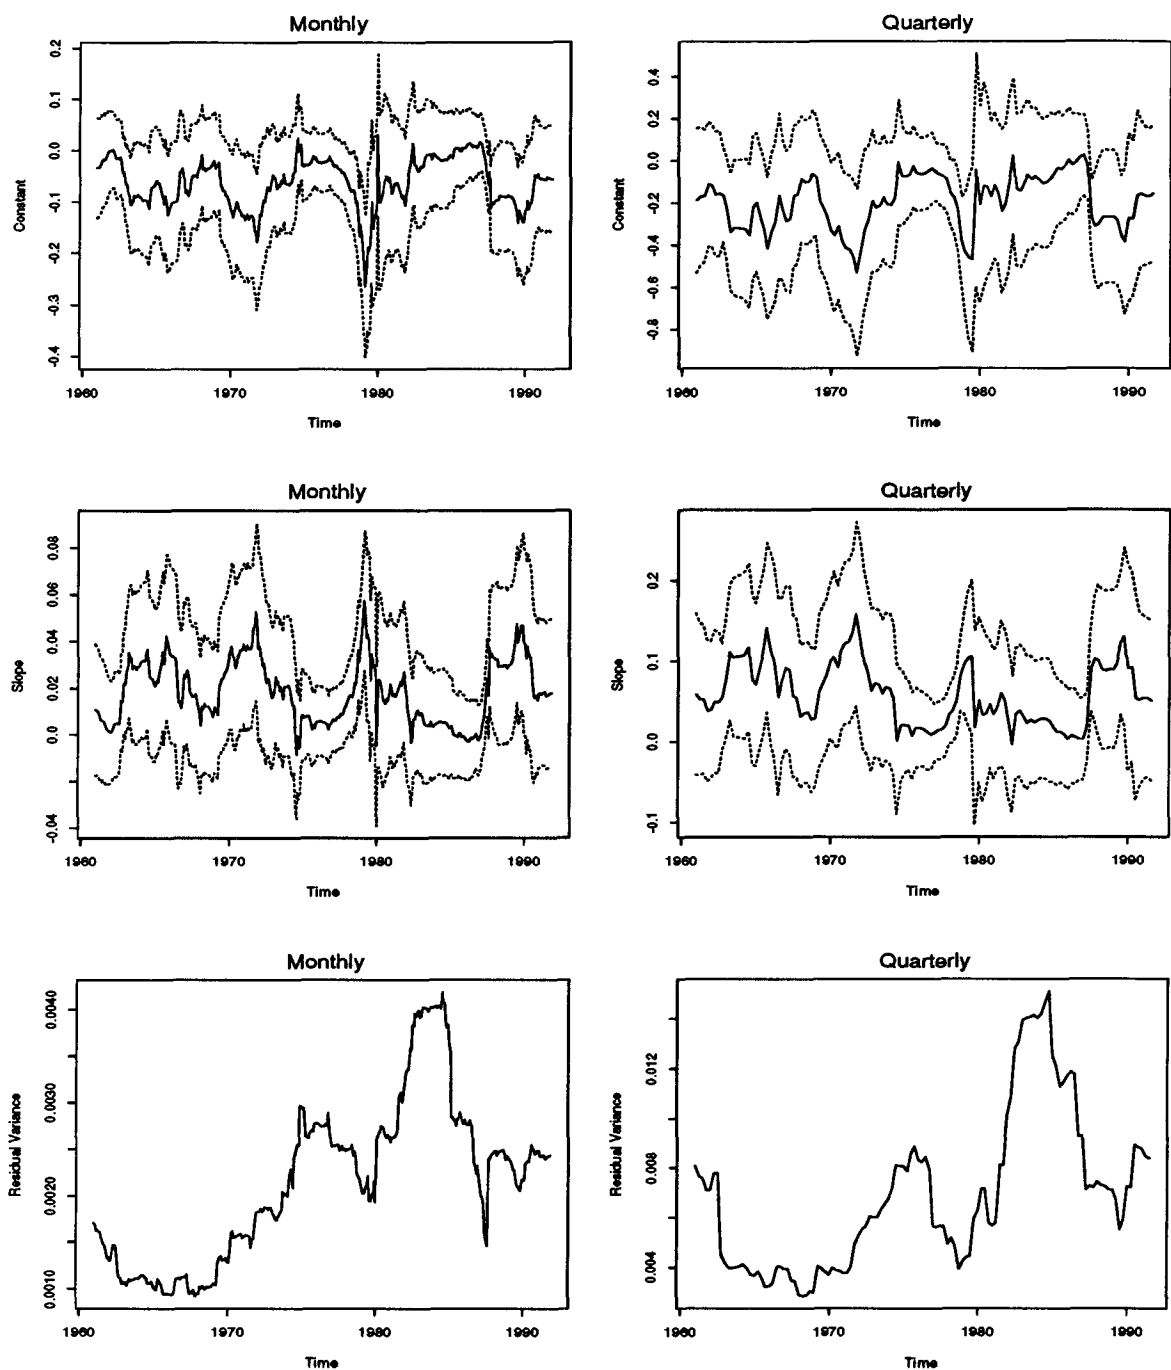 Monthly
Constant
0.2
0.1
0.0
-0.1
-0.2
-0.3
-0.4
1960 1970 1980 1990
Time
Quarterly
Constant
0.4
0.2
0.0
-0.2
-0.4
-0.6
-0.8
1960 1970 1980 1990
Time
Monthly
Slope
0.08
0.06
0.04
0.02
0.0
-0.04
1960 1970 1980 1990
Time
Quarterly
Slope
0.2
0.1
0.0
-0.1
1960 1970 1980 1990
Time
Monthly
Residual Variance
0.0040
0.0030
0.0020
0.0010
1960 1970 1980 1990
Time
Quarterly
Residual Variance
0.012
0.008
0.004
1960 1970 1980 1990
Time